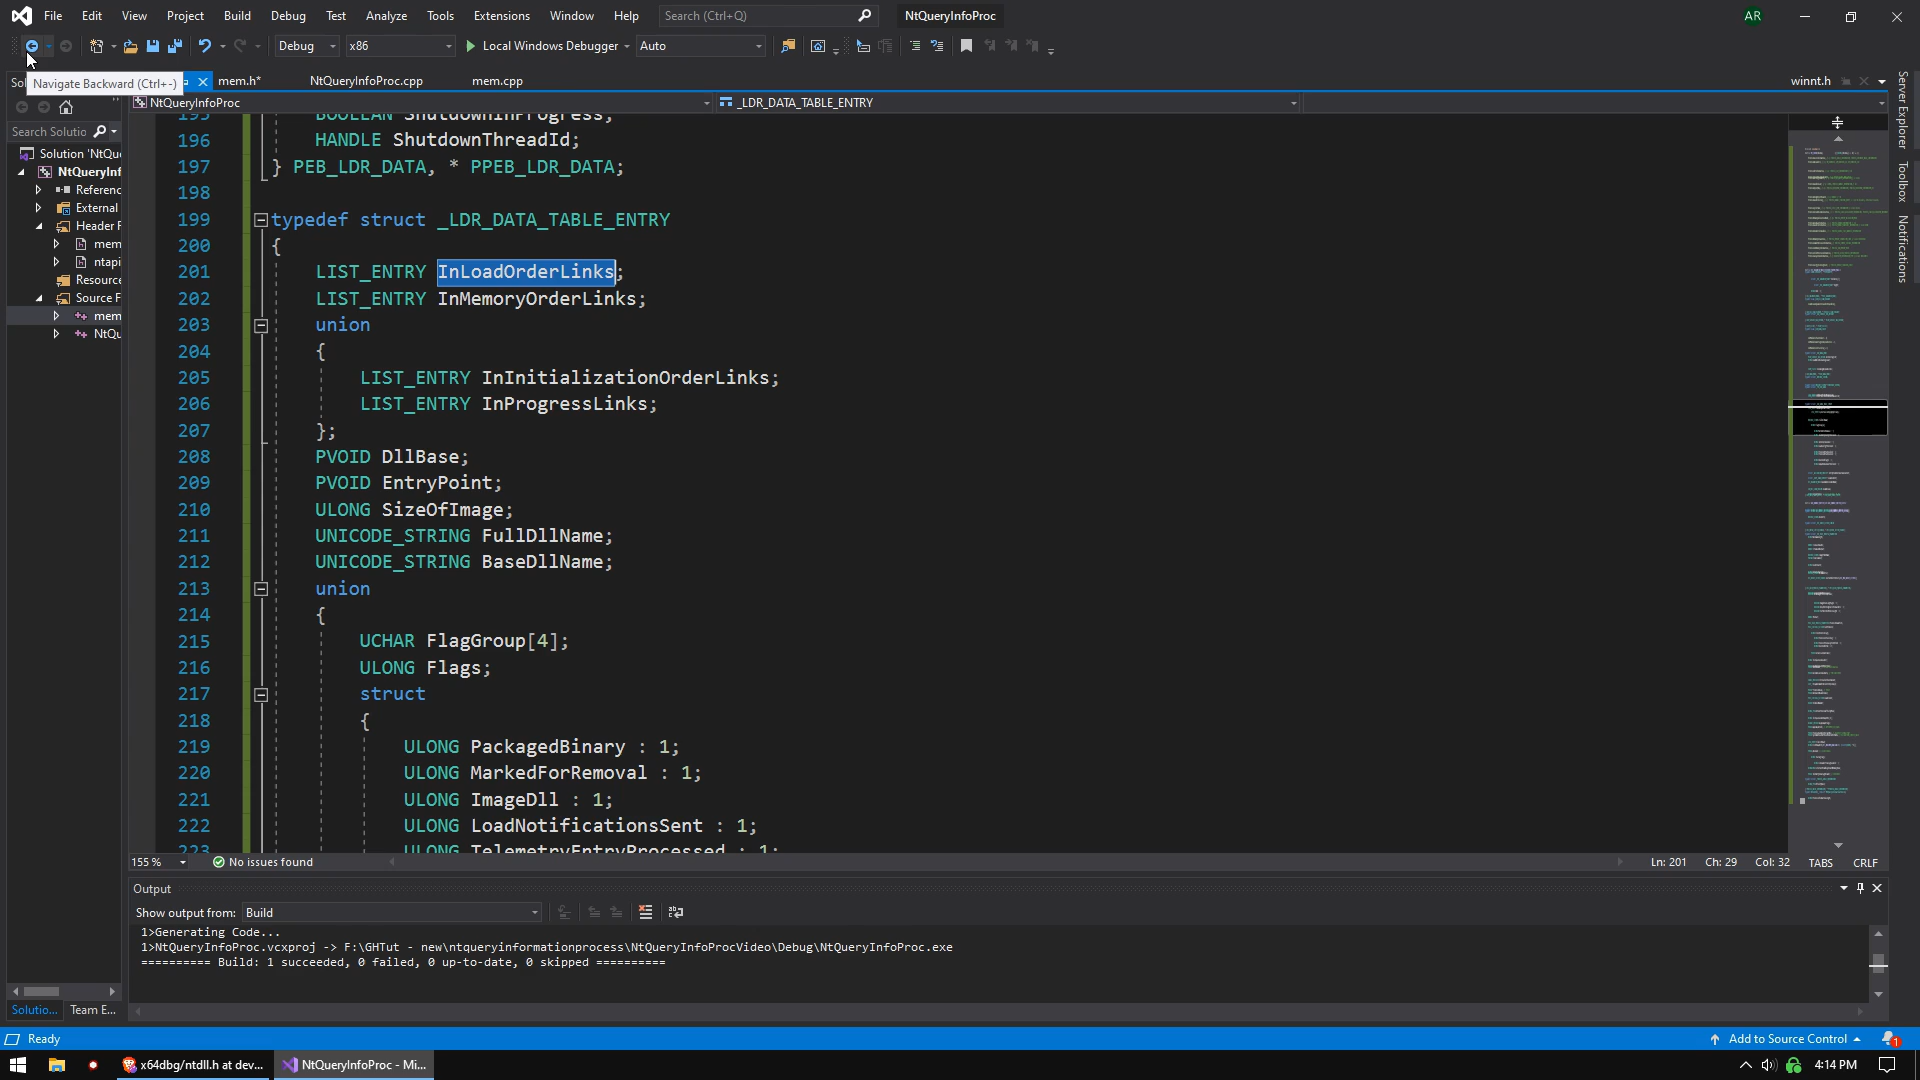 File Edit View Project Build Debug Test Analyze Tools Extensions Window Help Search (Ctrl+Q) NtQueryInfoProc AR
Debug x86 Local Windows Debugger Auto
Sol Navigate Backward (Ctrl+-) mem.h* NtQueryInfoProc.cpp mem.cpp winnt.h
NtQueryInfoProc _LDR_DATA_TABLE_ENTRY
Search Solutio
Solution 'NtQue
NtQueryInf
Referenc
External
Header F
mem
ntapi
Resource
Source F
mem
NtQu
195 BOOLEAN ShutdownInProgress;
196 HANDLE ShutdownThreadId;
197 } PEB_LDR_DATA, * PPEB_LDR_DATA;
198
199 typedef struct _LDR_DATA_TABLE_ENTRY
200 {
201 LIST_ENTRY InLoadOrderLinks;
202 LIST_ENTRY InMemoryOrderLinks;
203 union
204 {
205 LIST_ENTRY InInitializationOrderLinks;
206 LIST_ENTRY InProgressLinks;
207 };
208 PVOID DllBase;
209 PVOID EntryPoint;
210 ULONG SizeOfImage;
211 UNICODE_STRING FullDllName;
212 UNICODE_STRING BaseDllName;
213 union
214 {
215 UCHAR FlagGroup[4];
216 ULONG Flags;
217 struct
218 {
219 ULONG PackagedBinary : 1;
220 ULONG MarkedForRemoval : 1;
221 ULONG ImageDll : 1;
222 ULONG LoadNotificationsSent : 1;
223 ULONG TelemetryEntryProcessed : 1;
155 % No issues found Ln: 201 Ch: 29 Col: 32 TABS CRLF
Server Explorer
Toolbox
Notifications
Output
Show output from: Build
1>Generating Code...
1>NtQueryInfoProc.vcxproj -> F:\GHTut - new\ntqueryinformationprocess\NtQueryInfoProcVideo\Debug\NtQueryInfoProc.exe
========== Build: 1 succeeded, 0 failed, 0 up-to-date, 0 skipped ==========
Solutio... Team E...
Ready Add to Source Control 1
x64dbg/ntdll.h at dev... NtQueryInfoProc - Mi... 4:14 PM